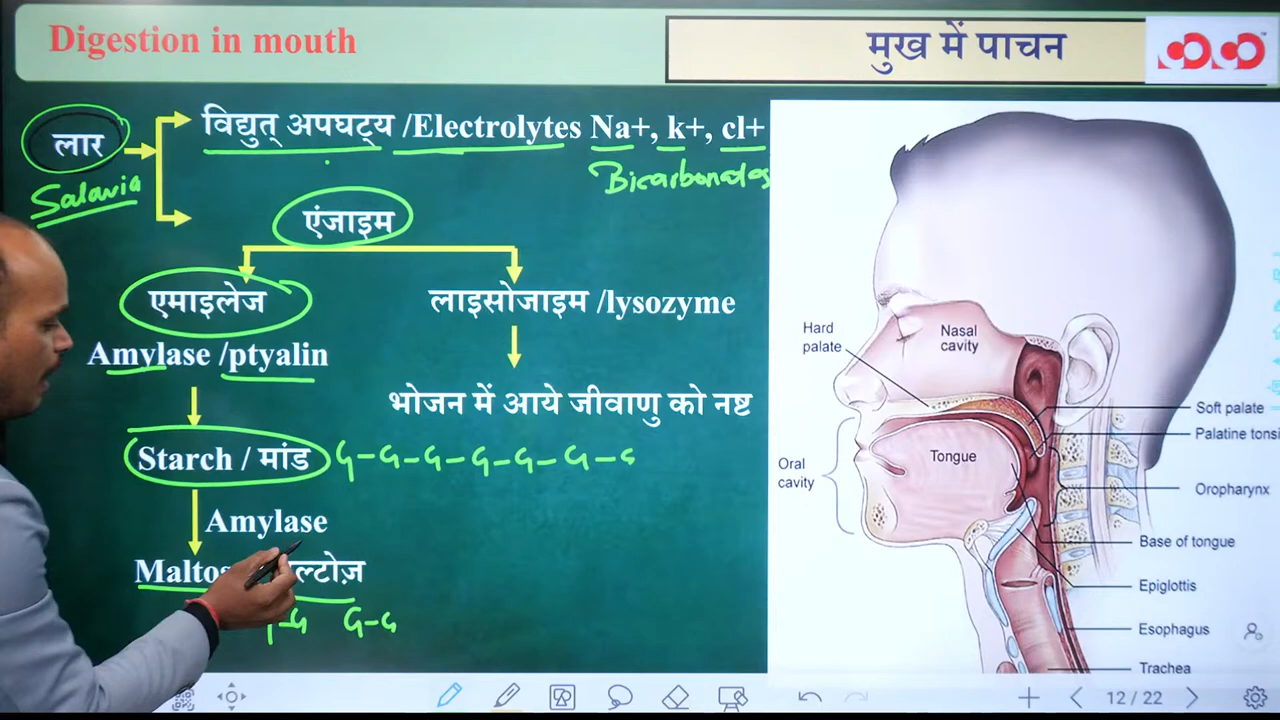 Digestion in mouth
मुख में पाचन
लार
Salavia
विद्युत् अपघट्य /Electrolytes Na+, k+, cl+
Bicarbonates
एंजाइम
एमाइलेज
Amylase /ptyalin
लाइसोजाइम /lysozyme
भोजन में आये जीवाणु को नष्ट
Starch / मांड
G-G-G-G-G-G-G
Amylase
G-G
Hard palate
Nasal cavity
Soft palate
Oral cavity
Tongue
Oropharynx
Base of tongue
Epiglottis
Esophagus
Trachea
12 / 22